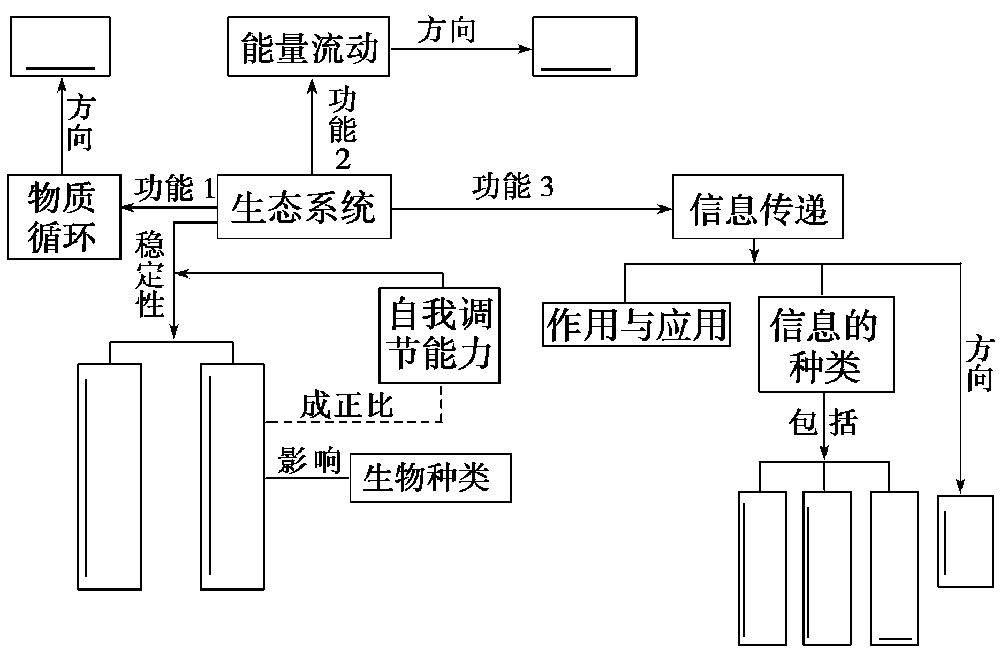 能量流动
方向
方向
功能2
物质
循环
功能1
生态系统
功能3
信息传递
稳定性
自我调
节能力
作用与应用
信息的
种类
方向
成正比
包括
影响
生物种类